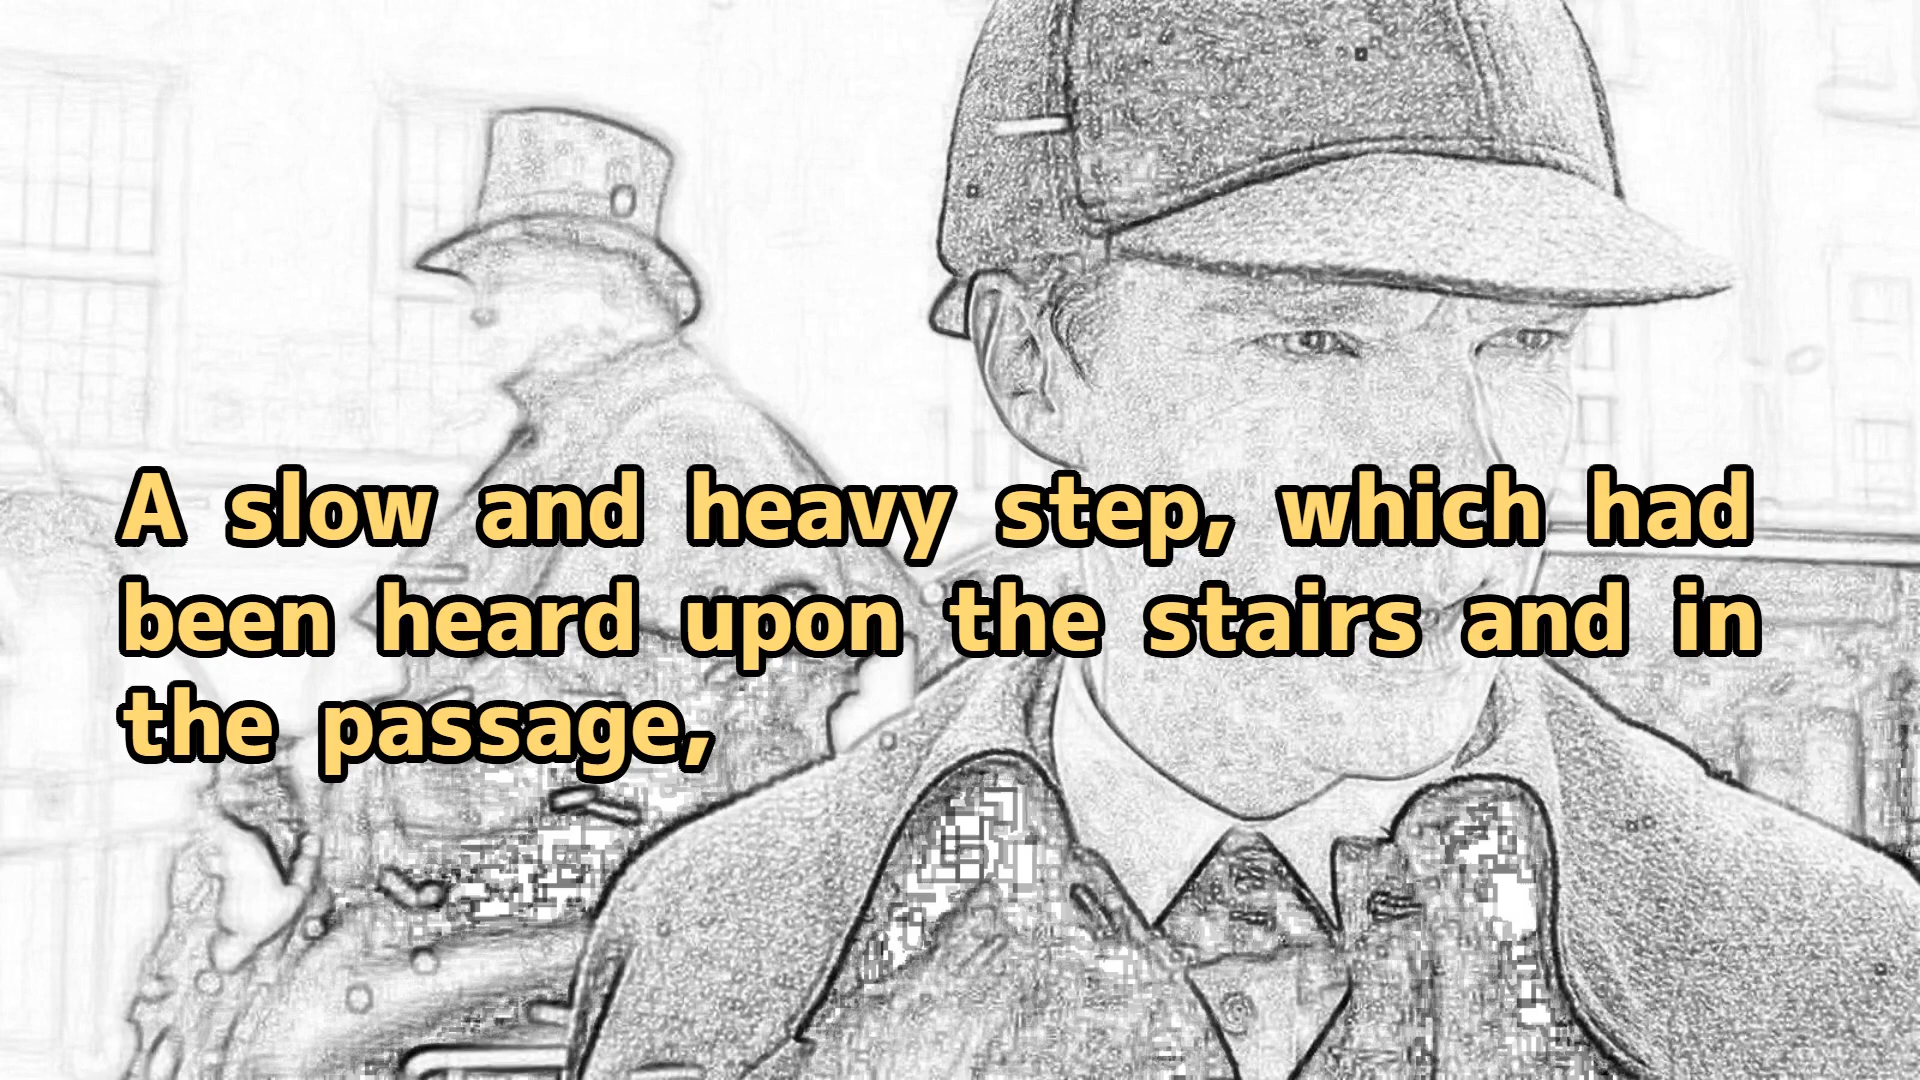 A slow and heavy step, which had
been heard upon the stairs and in
the passage,